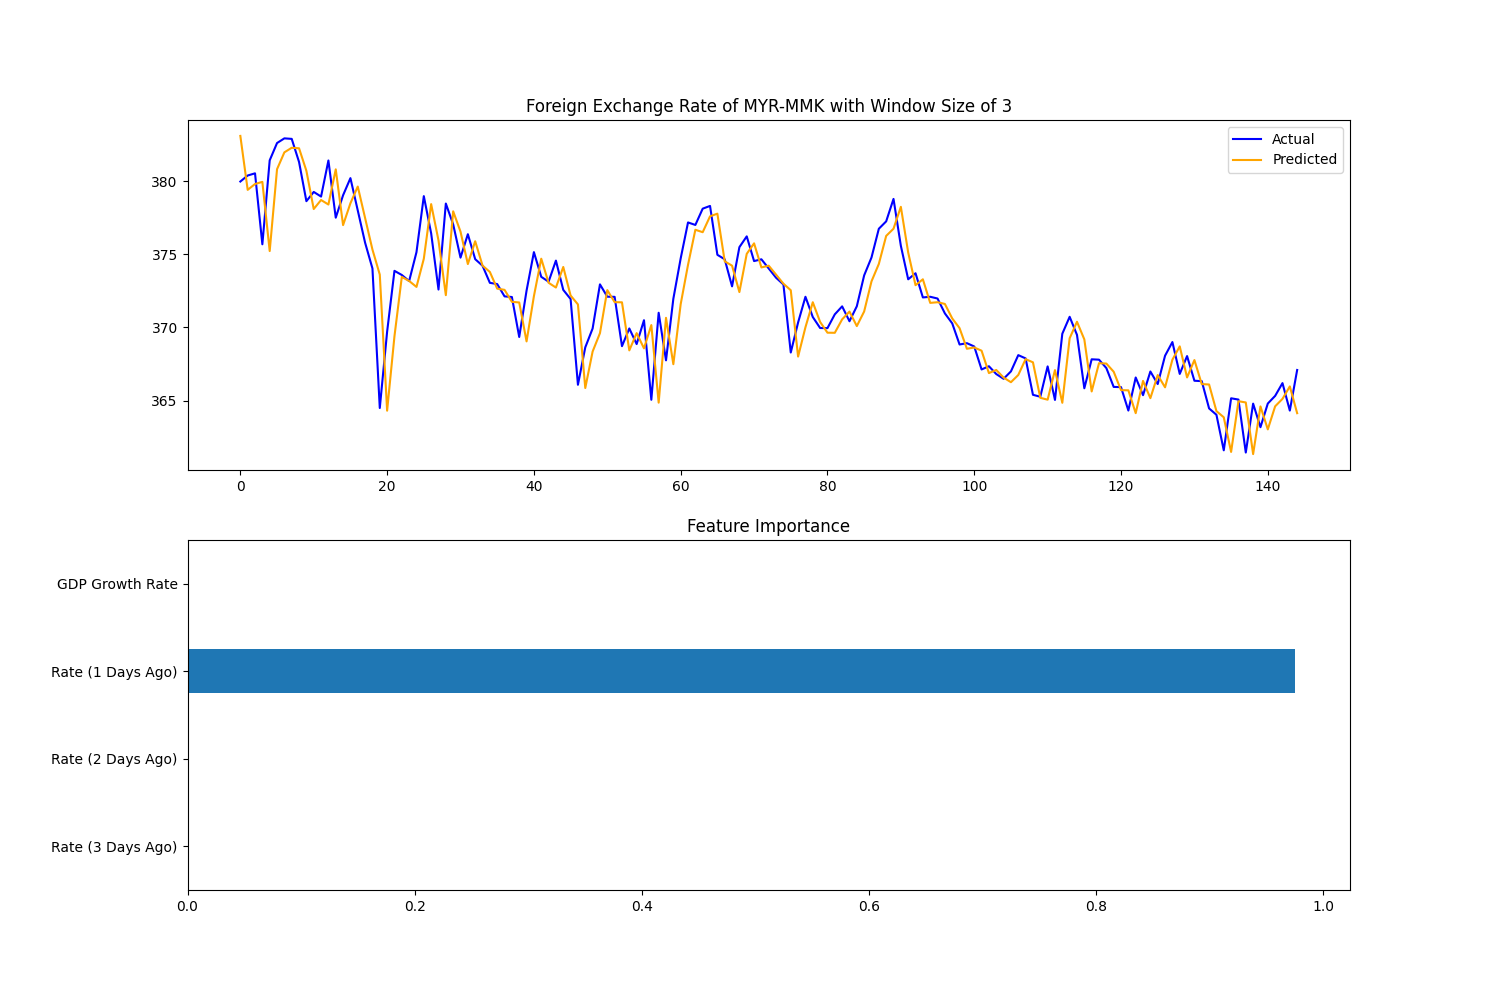 Foreign Exchange Rate of MYR-MMK with Window Size of 3
Actual
Predicted
380
375
370
365
0 20 40 60 80 100 120 140
Feature Importance
GDP Growth Rate
Rate (1 Days Ago)
Rate (2 Days Ago)
Rate (3 Days Ago)
0.0 0.2 0.4 0.6 0.8 1.0